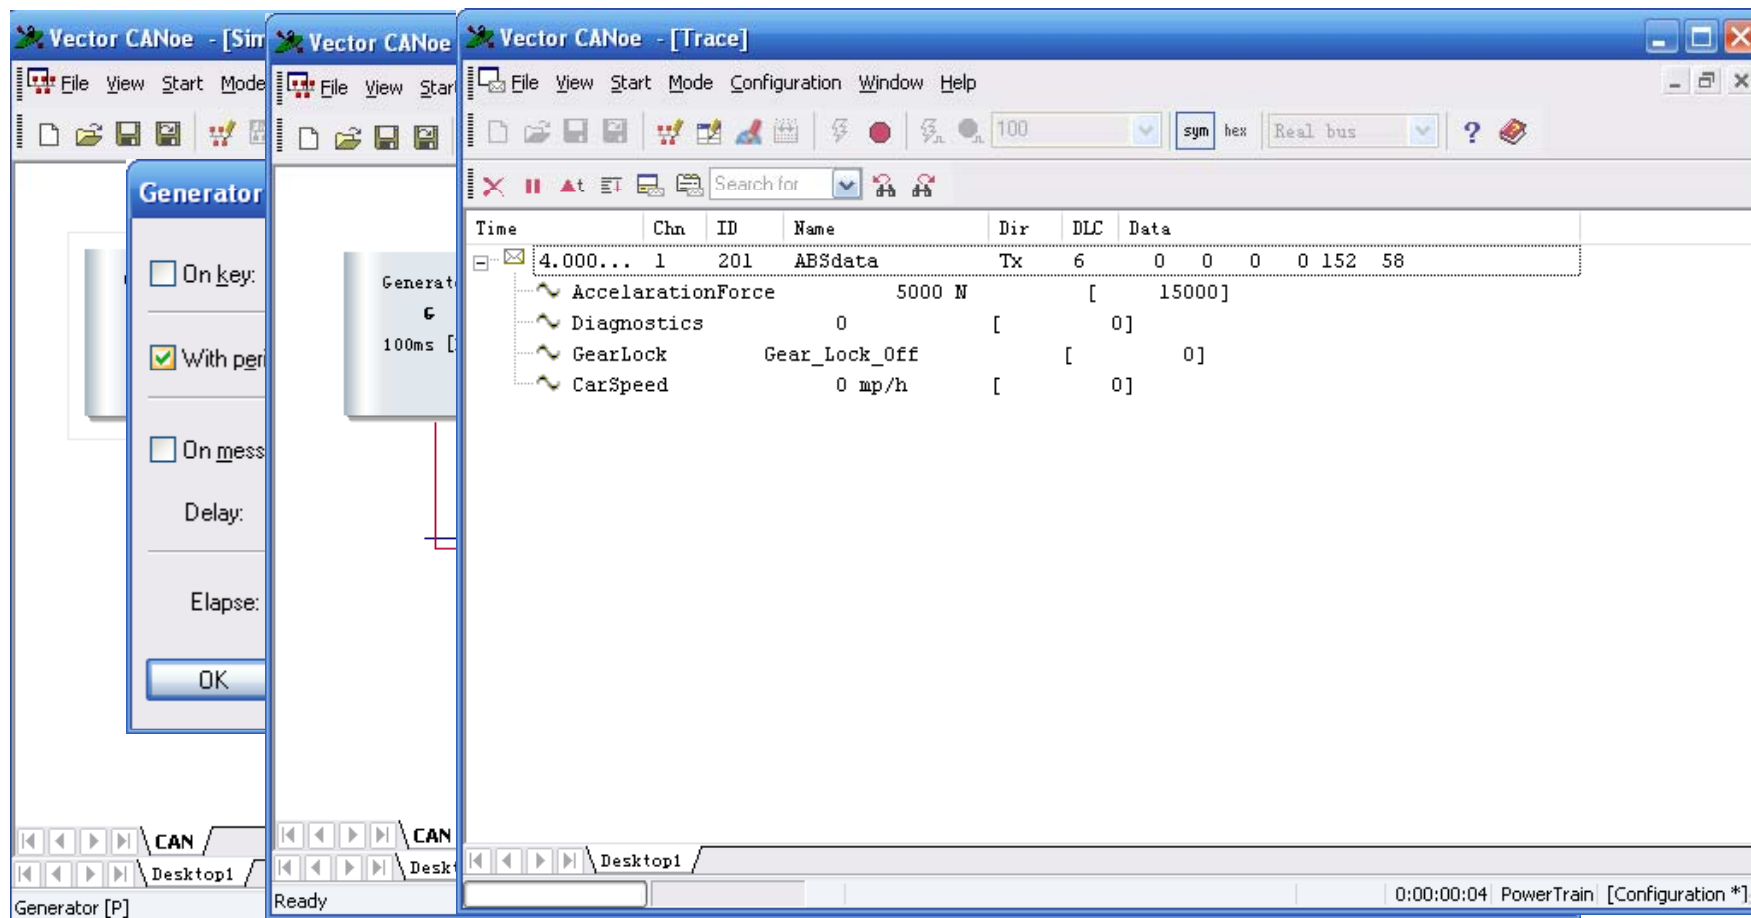 Vector CANoe - [Sim
File View Start Mode
Generator
On key:
With peri
On mess
Delay:
Elapse:
OK
CAN
Desktop1
Generator [P]
Vector CANoe
File View Star
Generat
G
100ms [
CAN
Deskt
Ready
Vector CANoe - [Trace]
File View Start Mode Configuration Window Help
100 sym hex Real bus ?
Δt Search for
Time Chn ID Name Dir DLC Data
4.000... 1 201 ABSdata Tx 6 0 0 0 0 152 58
AccelarationForce 5000 N [ 15000]
Diagnostics 0 [ 0]
GearLock Gear_Lock_Off [ 0]
CarSpeed 0 mp/h [ 0]
Desktop1
0:00:00:04 PowerTrain [Configuration *]